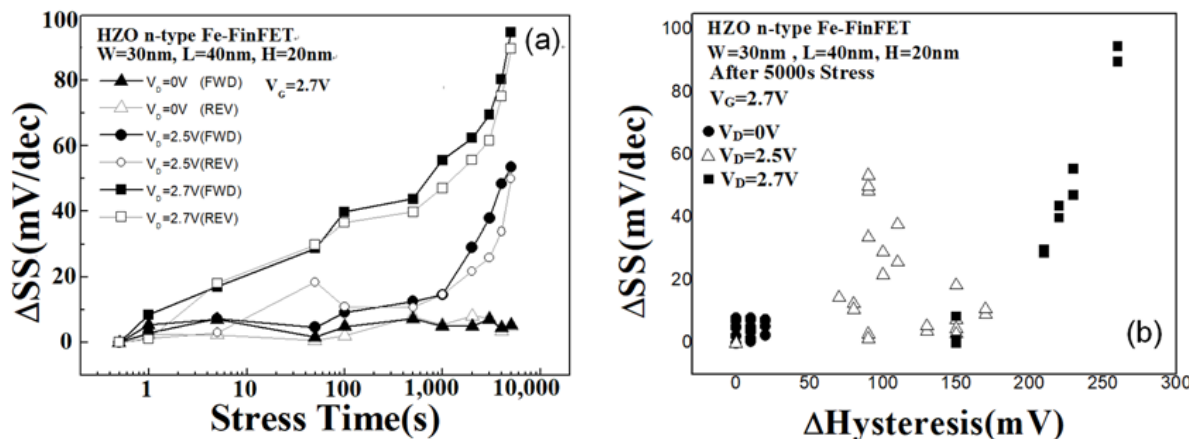 HZO n-type Fe-FinFET
W=30nm, L=40nm, H=20nm
(a)
V_D=0V (FWD)
V_G=2.7V
V_D=0V (REV)
V_D=2.5V(FWD)
V_D=2.5V(REV)
V_D=2.7V(FWD)
V_D=2.7V(REV)
ΔSS(mV/dec)
100
80
60
40
20
0
1
10
100
1,000
10,000
Stress Time(s)
HZO n-type Fe-FinFET
W=30nm , L=40nm, H=20nm
After 5000s Stress
V_G=2.7V
V_D=0V
V_D=2.5V
V_D=2.7V
(b)
ΔSS(mV/dec)
100
80
60
40
20
0
0
50
100
150
200
250
300
ΔHysteresis(mV)